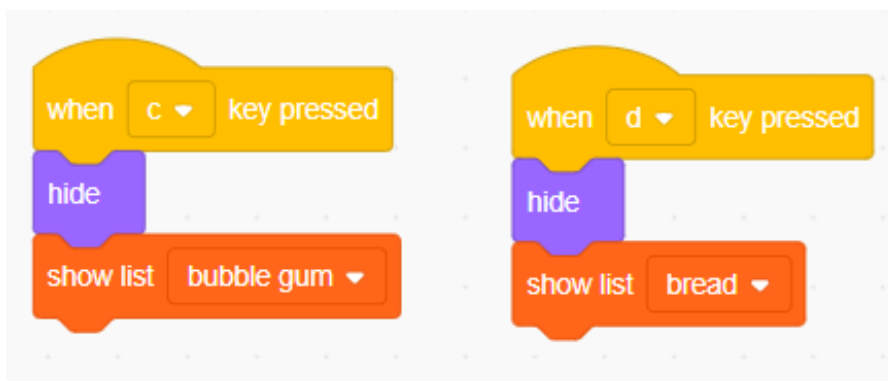 when c key pressed
hide
show list bubble gum
when d key pressed
hide
show list bread